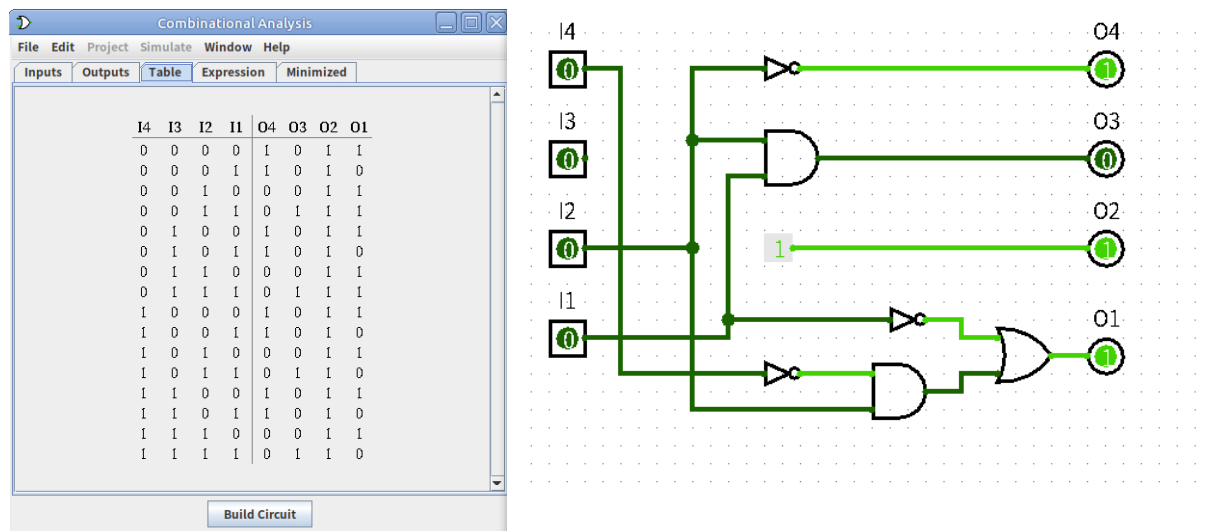 Combinational Analysis
File Edit Project Simulate Window Help
Inputs Outputs Table Expression Minimized
I4 I3 I2 I1 O4 O3 O2 O1
0 0 0 0 1 0 1 1
0 0 0 1 1 0 1 0
0 0 1 0 0 0 1 1
0 0 1 1 0 1 1 1
0 1 0 0 1 0 1 1
0 1 0 1 1 0 1 0
0 1 1 0 0 0 1 1
0 1 1 1 0 1 1 1
1 0 0 0 1 0 1 1
1 0 0 1 1 0 1 0
1 0 1 0 0 0 1 1
1 0 1 1 0 1 1 0
1 1 0 0 1 0 1 1
1 1 0 1 1 0 1 0
1 1 1 0 0 0 1 1
1 1 1 1 0 1 1 0
Build Circuit
I4 O4
0 1
I3 O3
0 0
I2 O2
0 1 1
I1 O1
0 1